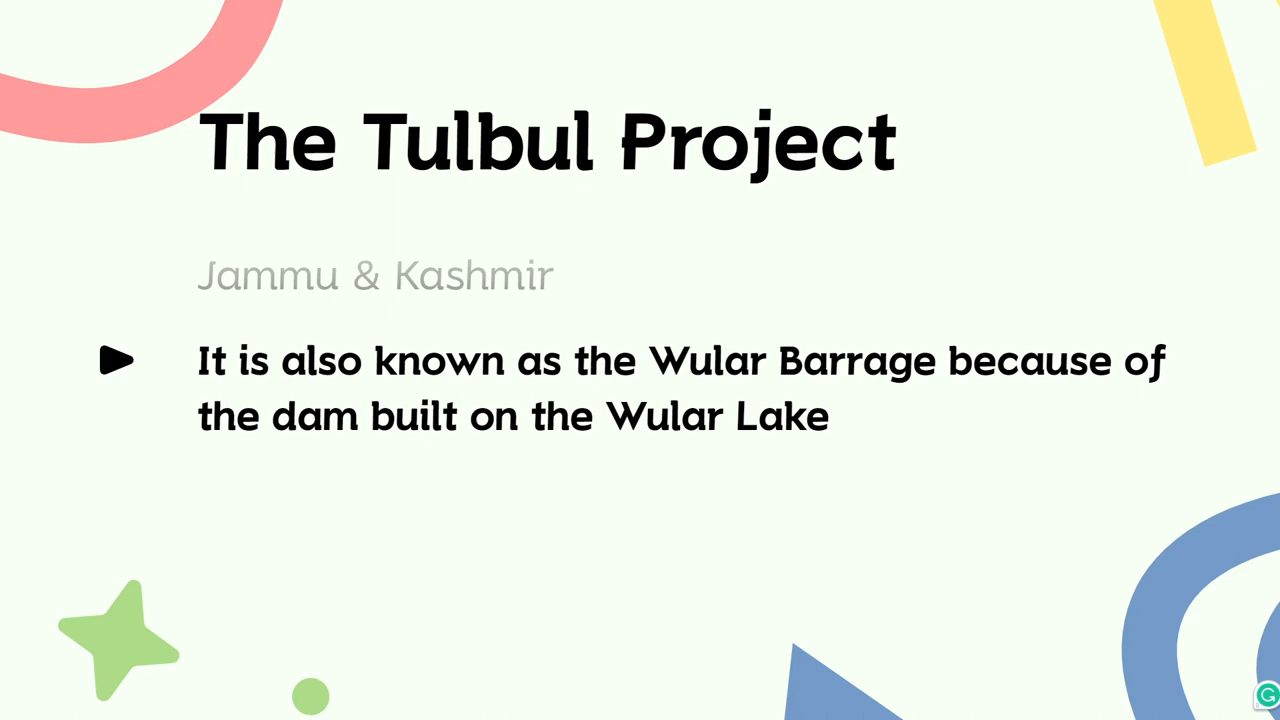 The Tulbul Project
Jammu & Kashmir
It is also known as the Wular Barrage because of
the dam built on the Wular Lake